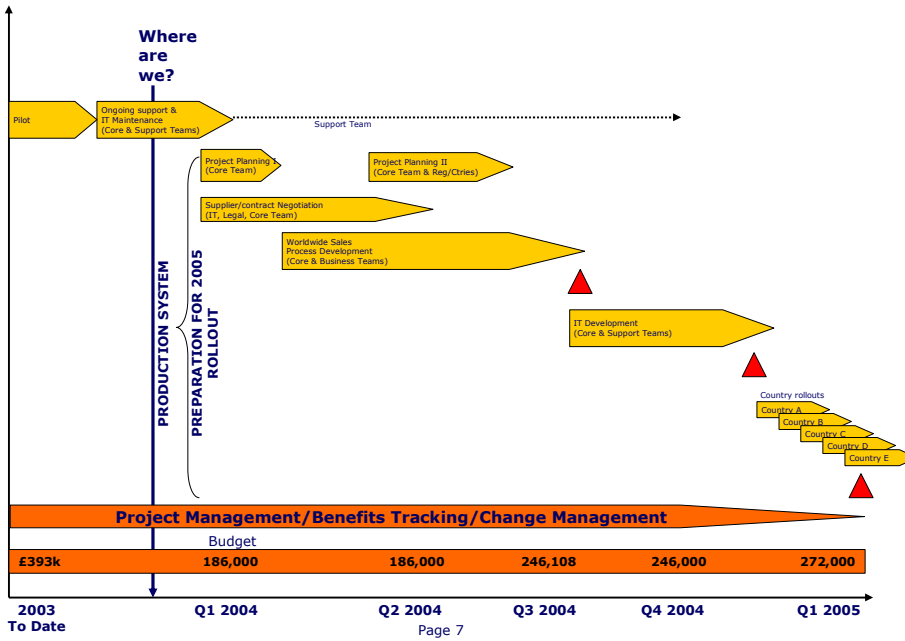 Where
are
we?
Pilot
Ongoing support &
IT Maintenance
(Core & Support Teams)
Support Team
Project Planning I
(Core Team)
Project Planning II
(Core Team & Reg/Ctries)
Supplier/contract Negotiation
(IT, Legal, Core Team)
Worldwide Sales
Process Development
(Core & Business Teams)
PRODUCTION SYSTEM
PREPARATION FOR 2005
ROLLOUT
IT Development
(Core & Support Teams)
Country rollouts
Country A
Country B
Country C
Country D
Country E
Project Management/Benefits Tracking/Change Management
Budget
£393k 186,000 186,000 246,108 246,000 272,000
2003 Q1 2004 Q2 2004 Q3 2004 Q4 2004 Q1 2005
To Date
Page 7